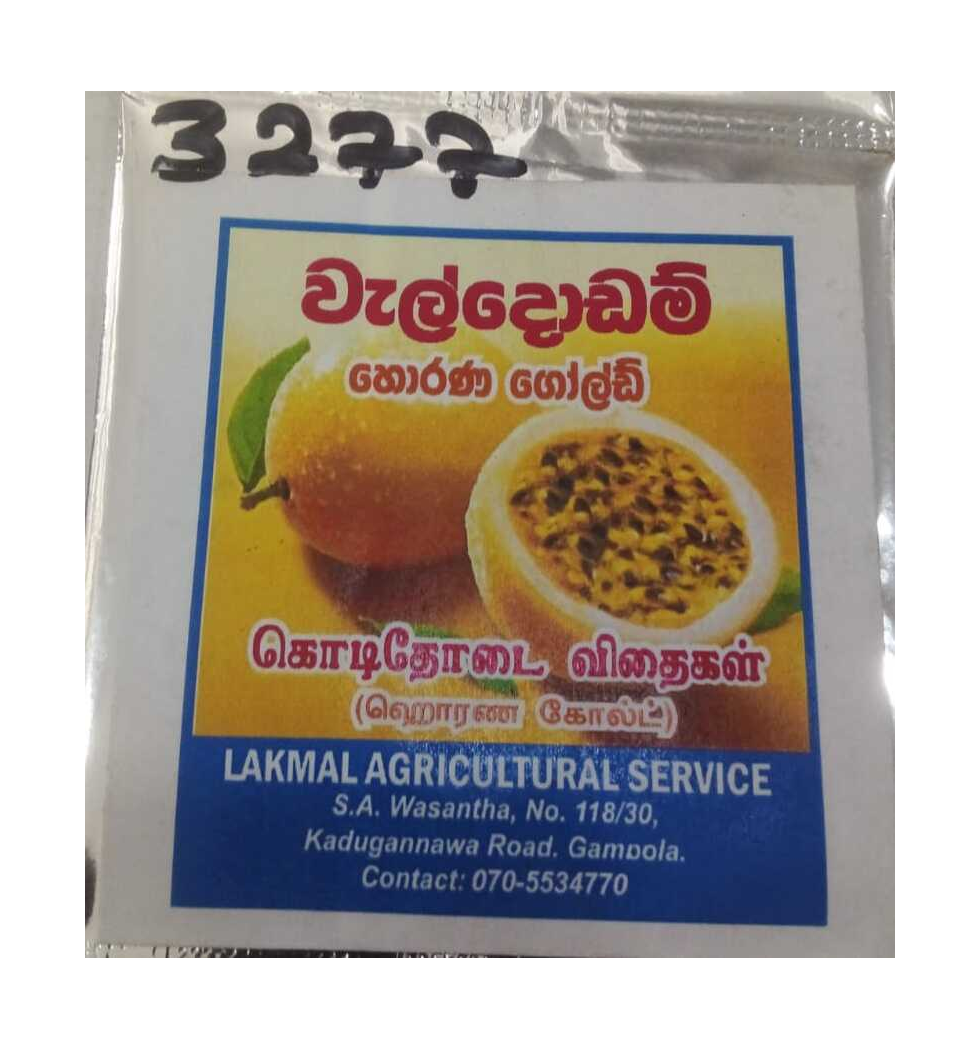 3277
වැල්දොඩම්
හොරණ ගෝල්ඩ්
கொடிதோடை விதைகள்
(ஹொரண கோல்ட்)
LAKMAL AGRICULTURAL SERVICE
S.A. Wasantha, No. 118/30,
Kadugannawa Road. Gampola.
Contact: 070-5534770